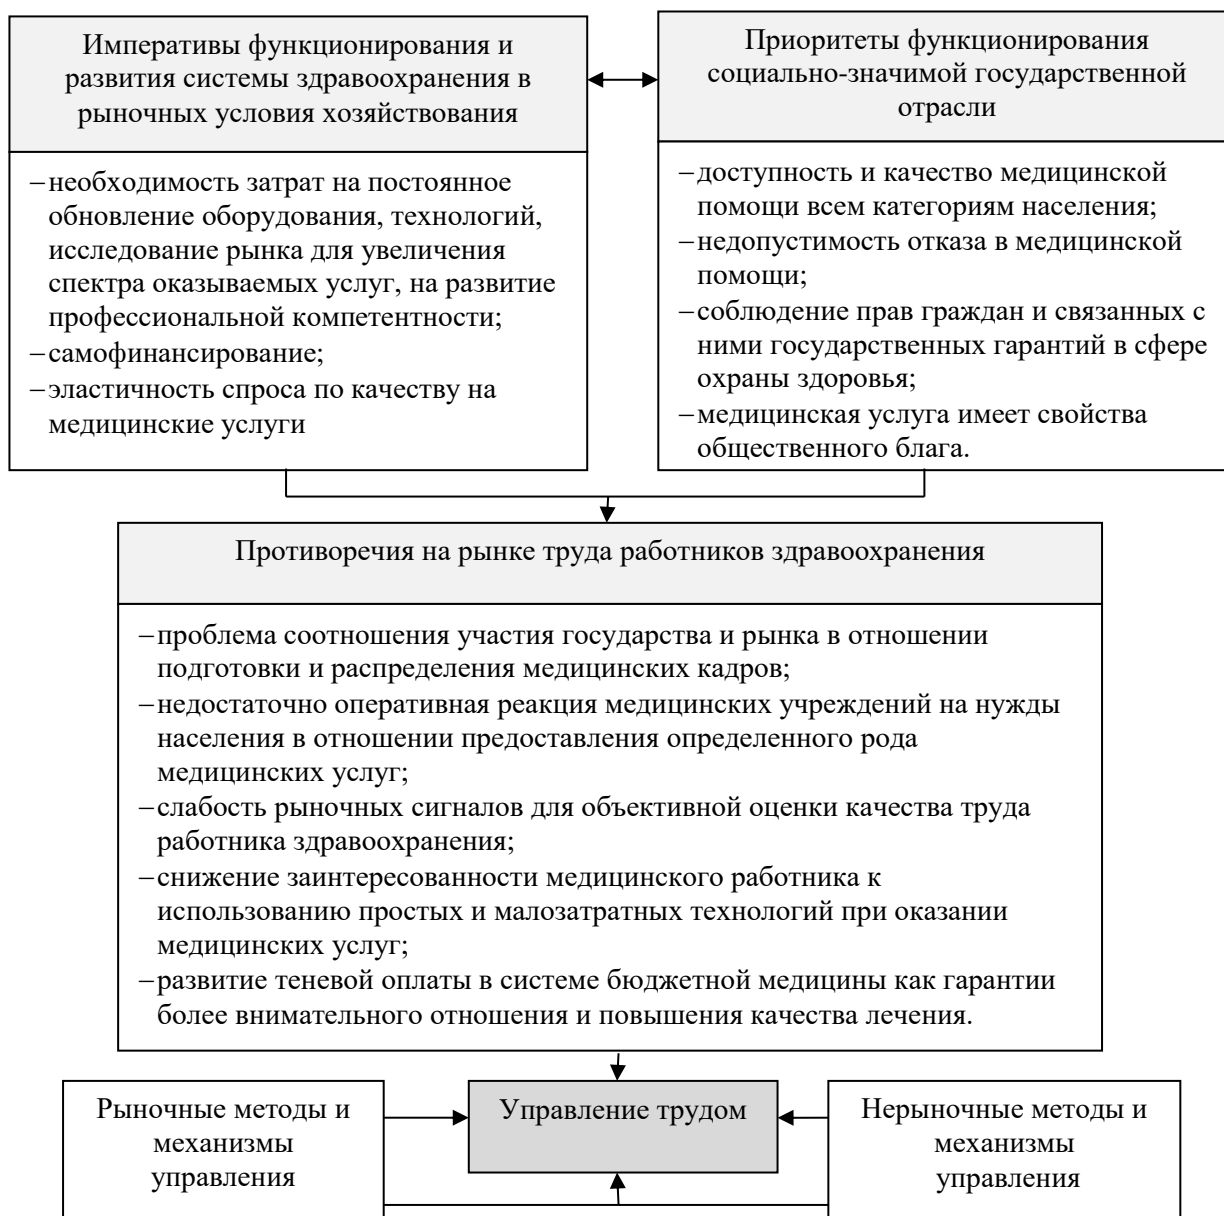 Императивы функционирования и
развития системы здравоохранения в
рыночных условия хозяйствования
–необходимость затрат на постоянное
обновление оборудования, технологий,
исследование рынка для увеличения
спектра оказываемых услуг, на развитие
профессиональной компетентности;
–самофинансирование;
–эластичность спроса по качеству на
медицинские услуги
Приоритеты функционирования
социально-значимой государственной
отрасли
–доступность и качество медицинской
помощи всем категориям населения;
–недопустимость отказа в медицинской
помощи;
–соблюдение прав граждан и связанных с
ними государственных гарантий в сфере
охраны здоровья;
–медицинская услуга имеет свойства
общественного блага.
Противоречия на рынке труда работников здравоохранения
–проблема соотношения участия государства и рынка в отношении
подготовки и распределения медицинских кадров;
–недостаточно оперативная реакция медицинских учреждений на нужды
населения в отношении предоставления определенного рода
медицинских услуг;
–слабость рыночных сигналов для объективной оценки качества труда
работника здравоохранения;
–снижение заинтересованности медицинского работника к
использованию простых и малозатратных технологий при оказании
медицинских услуг;
–развитие теневой оплаты в системе бюджетной медицины как гарантии
более внимательного отношения и повышения качества лечения.
Рыночные методы и
механизмы
управления
Управление трудом
Нерыночные методы и
механизмы
управления